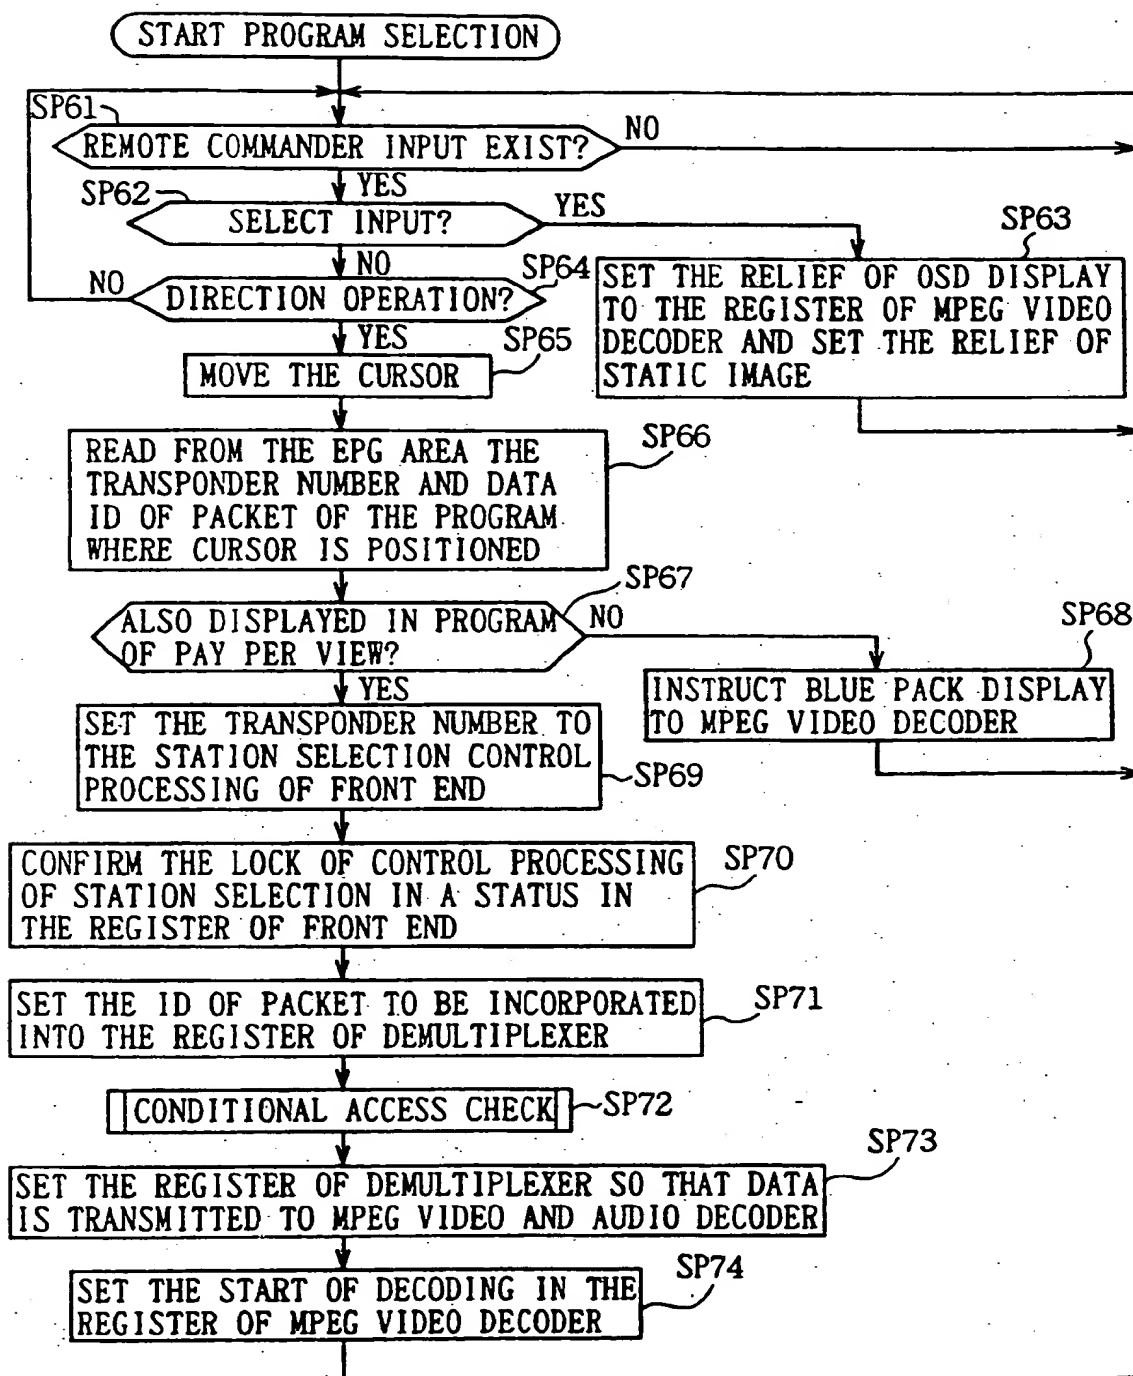 START PROGRAM SELECTION
SP61
REMOTE COMMANDER INPUT EXIST?
NO
YES
SP62
SELECT INPUT?
YES
SP63
SET THE RELIEF OF OSD DISPLAY
TO THE REGISTER OF MPEG VIDEO
DECODER AND SET THE RELIEF OF
STATIC IMAGE
NO
SP64
NO
DIRECTION OPERATION?
YES
SP65
MOVE THE CURSOR
SP66
READ FROM THE EPG AREA THE
TRANSPONDER NUMBER AND DATA
ID OF PACKET OF THE PROGRAM
WHERE CURSOR IS POSITIONED
SP67
ALSO DISPLAYED IN PROGRAM
OF PAY PER VIEW?
NO
SP68
INSTRUCT BLUE PACK DISPLAY
TO MPEG VIDEO DECODER
YES
SET THE TRANSPONDER NUMBER TO
THE STATION SELECTION CONTROL
PROCESSING OF FRONT END
SP69
CONFIRM THE LOCK OF CONTROL PROCESSING
OF STATION SELECTION IN A STATUS IN
THE REGISTER OF FRONT END
SP70
SET THE ID OF PACKET TO BE INCORPORATED
INTO THE REGISTER OF DEMULTIPLEXER
SP71
CONDITIONAL ACCESS CHECK
SP72
SP73
SET THE REGISTER OF DEMULTIPLEXER SO THAT DATA
IS TRANSMITTED TO MPEG VIDEO AND AUDIO DECODER
SP74
SET THE START OF DECODING IN THE
REGISTER OF MPEG VIDEO DECODER